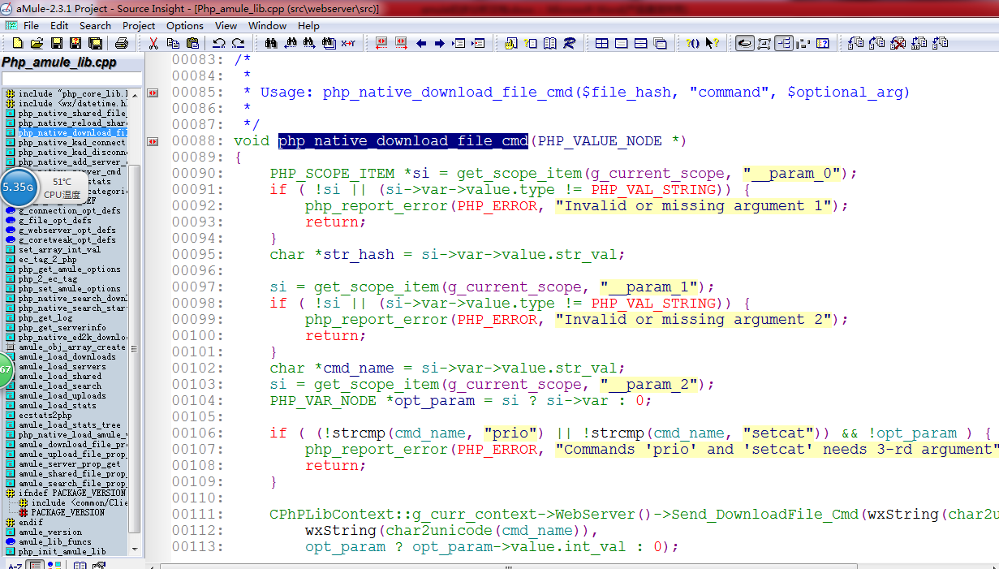 aMule-2.3.1 Project - Source Insight - [Php_amule_lib.cpp (src\webserver\src)]
File Edit Search Project Options View Window Help
Php_amule_lib.cpp
include "php_core_lib.
include <wx/datetime.h
php_native_shared_file_
php_native_reload_shar
php_native_download_fi
php_native_kad_connect
php_native_kad_disconn
php_native_add_server_
server_cmd
stats
categori
EF
g_connection_opt_defs
g_file_opt_defs
g_webserver_opt_defs
g_coretweak_opt_defs
set_array_int_val
ec_tag_2_php
php_get_amule_options
php_2_ec_tag
php_set_amule_options
php_native_search_down
php_native_search_star
php_get_log
php_get_serverinfo
php_native_ed2k_downlo
amule_obj_array_create
amule_load_downloads
amule_load_servers
amule_load_shared
amule_load_search
amule_load_uploads
amule_load_stats
ecstats2php
amule_load_stats_tree
php_native_load_amule_v
amule_download_file_pr
amule_upload_file_prop_
amule_server_prop_get
amule_shared_file_prop_
amule_search_file_prop_
ifndef PACKAGE_VERSION
include <common/Clie
PACKAGE_VERSION
endif
amule_version
amule_lib_funcs
php_init_amule_lib
5.35G
51℃
CPU温度
67
A-Z
00083: /*
00084: *
00085: * Usage: php_native_download_file_cmd($file_hash, "command", $optional_arg)
00086: *
00087: */
00088: void php_native_download_file_cmd(PHP_VALUE_NODE *)
00089: {
00090: PHP_SCOPE_ITEM *si = get_scope_item(g_current_scope, "__param_0");
00091: if ( !si || (si->var->value.type != PHP_VAL_STRING)) {
00092: php_report_error(PHP_ERROR, "Invalid or missing argument 1");
00093: return;
00094: }
00095: char *str_hash = si->var->value.str_val;
00096:
00097: si = get_scope_item(g_current_scope, "__param_1");
00098: if ( !si || (si->var->value.type != PHP_VAL_STRING)) {
00099: php_report_error(PHP_ERROR, "Invalid or missing argument 2");
00100: return;
00101: }
00102: char *cmd_name = si->var->value.str_val;
00103: si = get_scope_item(g_current_scope, "__param_2");
00104: PHP_VAR_NODE *opt_param = si ? si->var : 0;
00105:
00106: if ( (!strcmp(cmd_name, "prio") || !strcmp(cmd_name, "setcat")) && !opt_param ) {
00107: php_report_error(PHP_ERROR, "Commands 'prio' and 'setcat' needs 3-rd argument"
00108: return;
00109: }
00110:
00111: CPhPLibContext::g_curr_context->WebServer()->Send_DownloadFile_Cmd(wxString(char2u
00112: wxString(char2unicode(cmd_name)),
00113: opt_param ? opt_param->value.int_val : 0);